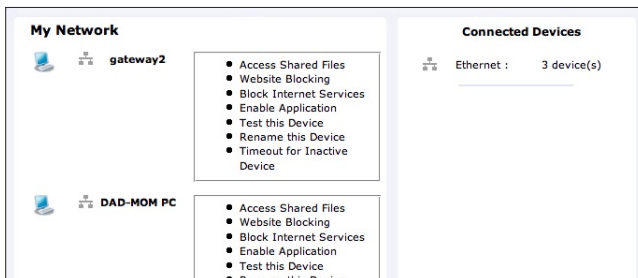 My Network
gateway2
Access Shared Files
Website Blocking
Block Internet Services
Enable Application
Test this Device
Rename this Device
Timeout for Inactive
Device
DAD-MOM PC
Access Shared Files
Website Blocking
Block Internet Services
Enable Application
Test this Device
Connected Devices
Ethernet : 3 device(s)